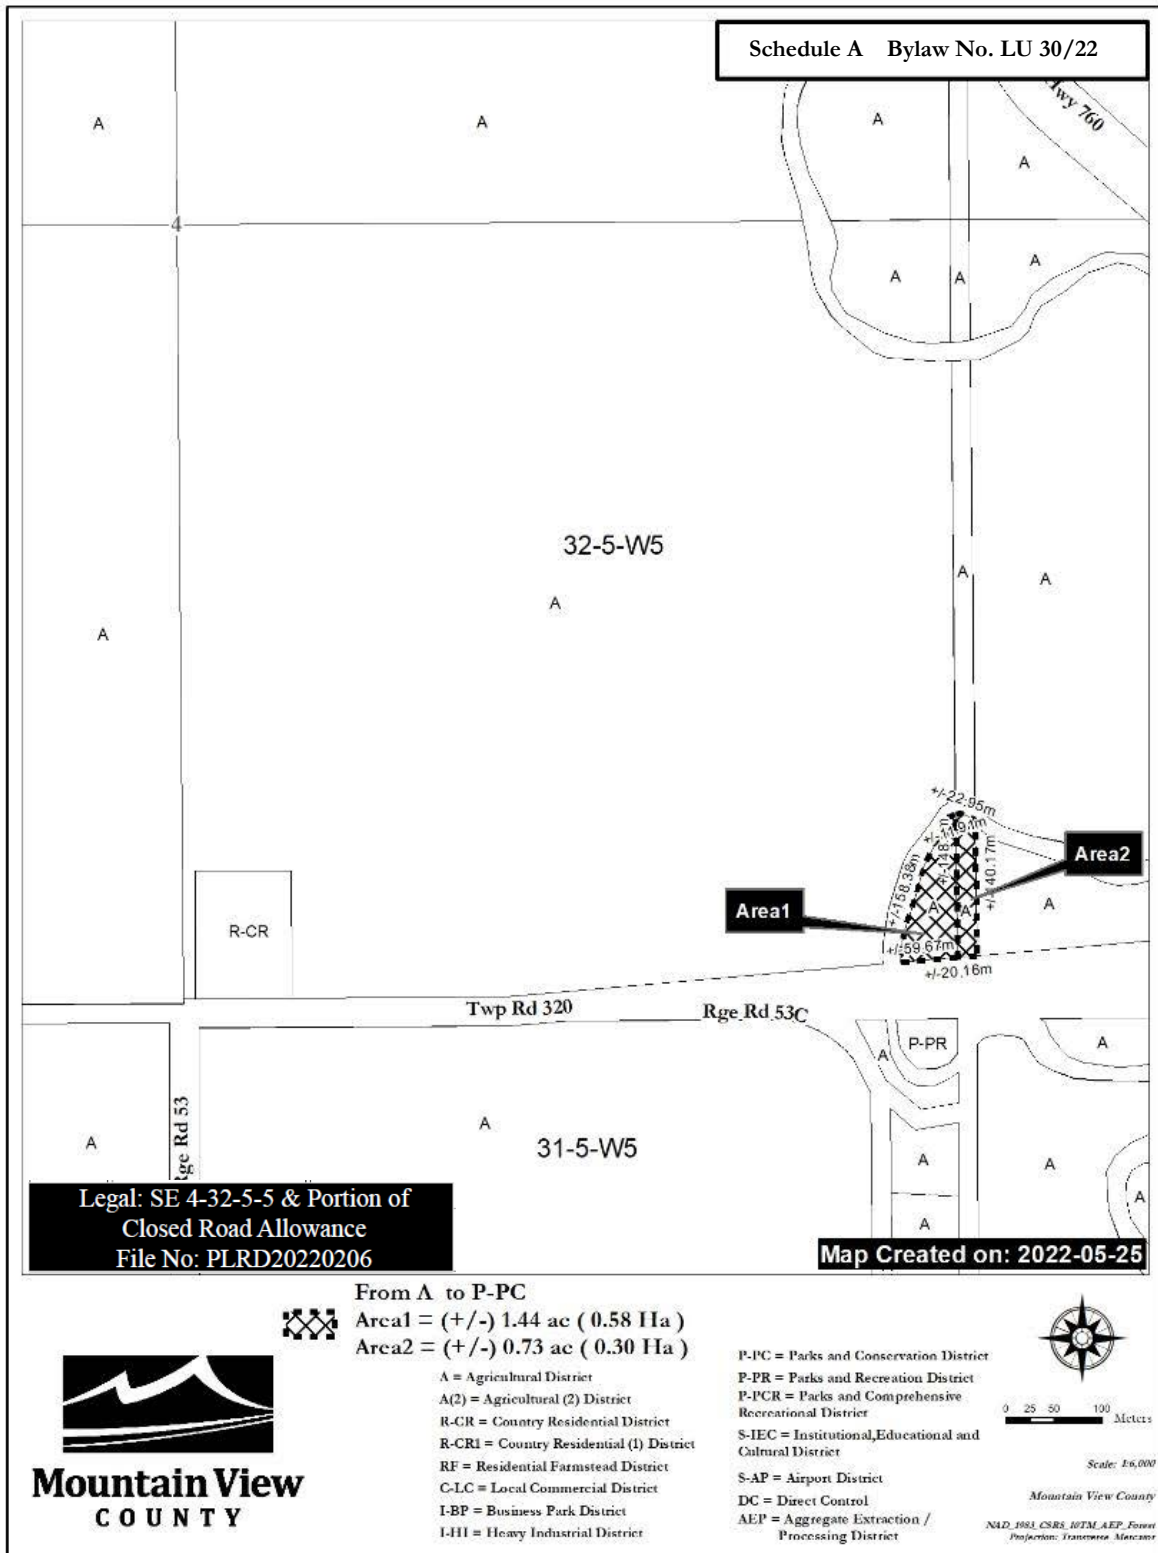 Schedule A    Bylaw No. LU 30/22
Hwy 760
A
A
A
A
4
A
A
A
32-5-W5
A
A
A
A
+/-22.95m
+/-11.91m
+/-148.
+/-158.38m
+/-140.17m
Area2
Area1
A
A
A
R-CR
+/-59.67m
+/-20.16m
Twp Rd 320
Rge Rd 53C
P-PR
A
A
Rge Rd 53
A
A
31-5-W5
A
A
A
A
Legal: SE 4-32-5-5 & Portion of
Closed Road Allowance
File No: PLRD20220206
Map Created on: 2022-05-25
From A to P-PC
Area1 = (+/-) 1.44 ac ( 0.58 Ha )
Area2 = (+/-) 0.73 ac ( 0.30 Ha )
A = Agricultural District
A(2) = Agricultural (2) District
R-CR = Country Residential District
R-CR1 = Country Residential (1) District
RF = Residential Farmstead District
C-LC = Local Commercial District
I-BP = Business Park District
I-HI = Heavy Industrial District
P-PC = Parks and Conservation District
P-PR = Parks and Recreation District
P-PCR = Parks and Comprehensive
Recreational District
S-IEC = Institutional,Educational and
Cultural District
S-AP = Airport District
DC = Direct Control
AEP = Aggregate Extraction /
Processing District
0 25 50 100
Meters
Scale: 1:6,000
Mountain View County
NAD_1983_CSRS_10TM_AEP_Forest
Projection: Transverse_Mercator
Mountain View
COUNTY